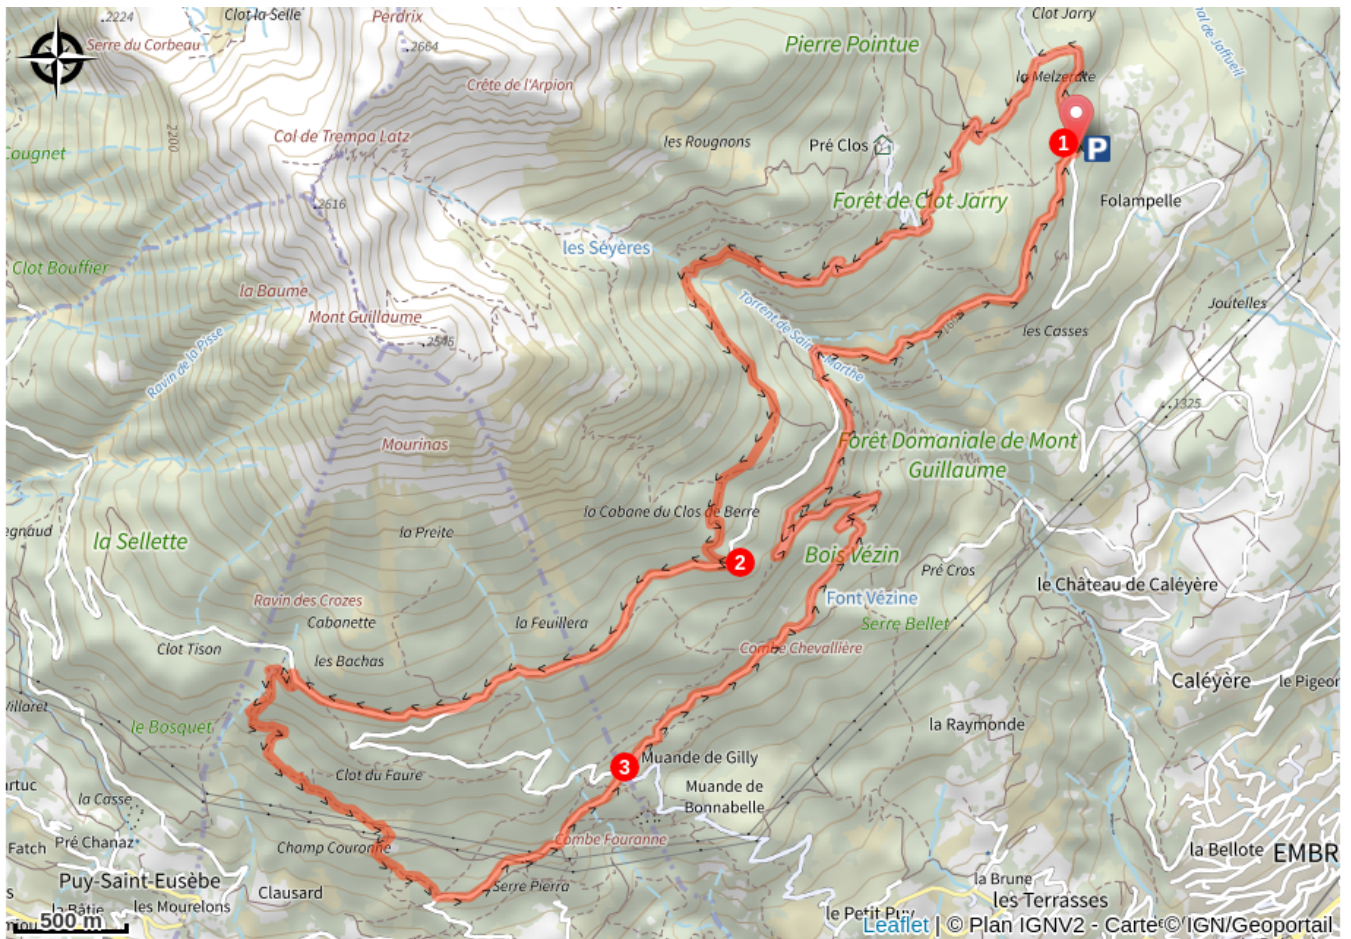 2224
Clot la Selle
Perdrix
Clot Jarry
Serre du Corbeau
2664
Pierre Pointue
Crête de l'Arpion
la Melzerate
2200
Col de Trempa Latz
les Rougnons
Pré Clos
1
P
Cougnet
2616
Forêt de Clot Jarry
Folampelle
les Séyères
Clot Bouffier
la Baume
Mont Guillaume
Joutelles
2545
les Casses
Ravin de la Pisse
Torrent de Sainte Marthe
1325
Mourinas
Forêt Domaniale de Mont
Guillaume
la Cabane du Clos de Berre
la Preite
la Sellette
2
Bois Vézin
Pré Cros
le Château de Caléyère
Ravin des Crozes
Font Vézine
Cabanette
la Feuillera
Serre Bellet
Clot Tison
les Bachas
Combe Chevallière
Caléyère
le Pigeon
le Bosquet
la Raymonde
3
Muande de Gilly
Clot du Faure
Muande de
Bonnabelle
la Casse
Pré Chanaz
Champ Couronne
Combe Fouranne
la Bellote
EMBR
Fatch
Puy-Saint-Eusèbe
Clausard
Serre Pierra
la Brune
les Terrasses
la Bâtie
les Mourelons
le Petit Puy
500 m
Leaflet | © Plan IGNV2 - Carte © IGN/Geoportail